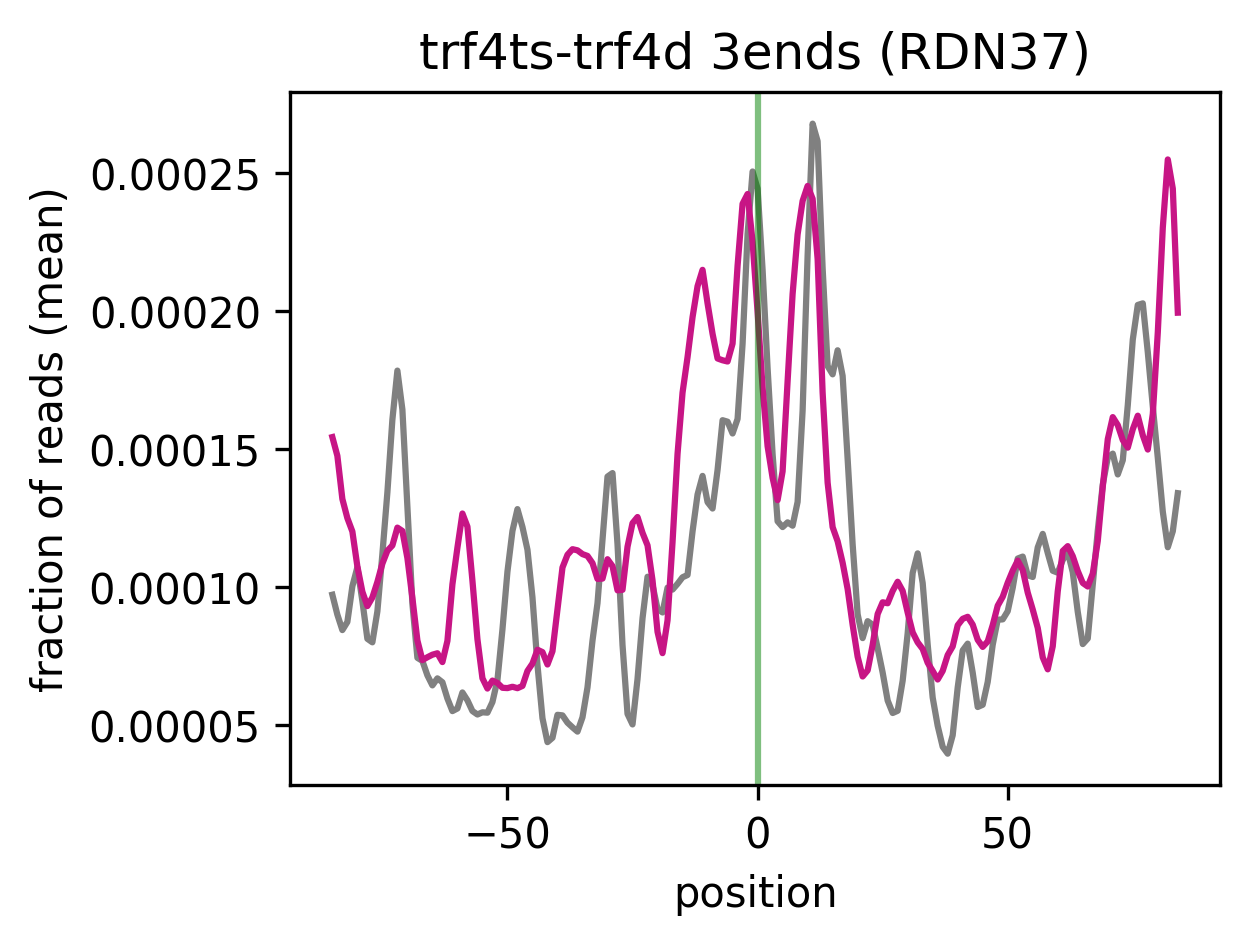 trf4ts-trf4d 3ends (RDN37)
fraction of reads (mean)
0.00025
0.00020
0.00015
0.00010
0.00005
−50 0 50
position